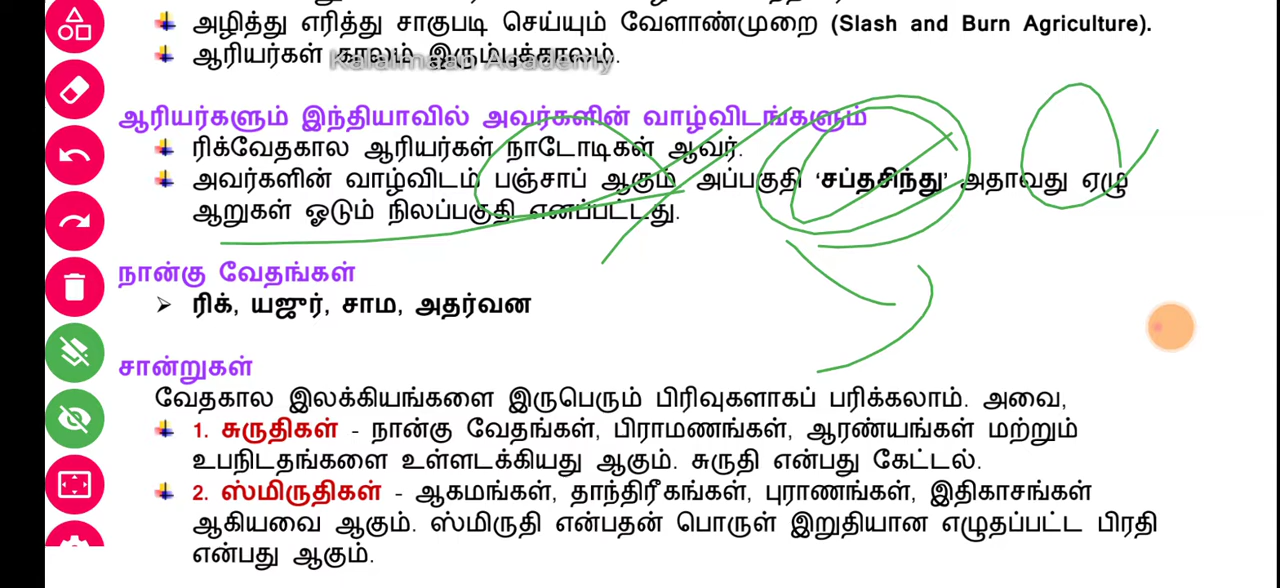 அழித்து எரித்து சாகுபடி செய்யும் வேளாண்முறை (Slash and Burn Agriculture).
ஆரியர்கள் காலம் இரும்புக்காலம்.
Kalaimaan Academy
ஆரியர்களும் இந்தியாவில் அவர்களின் வாழ்விடங்களும்
ரிக்வேதகால ஆரியர்கள் நாடோடிகள் ஆவர்.
அவர்களின் வாழ்விடம் பஞ்சாப் ஆகும் அப்பகுதி ‘சப்தசிந்து’ அதாவது ஏழு
ஆறுகள் ஓடும் நிலப்பகுதி எனப்பட்டது.
நான்கு வேதங்கள்
ரிக், யஜுர், சாம, அதர்வன
சான்றுகள்
வேதகால இலக்கியங்களை இருபெரும் பிரிவுகளாகப் பரிக்கலாம். அவை,
1. சுருதிகள் - நான்கு வேதங்கள், பிராமணங்கள், ஆரண்யங்கள் மற்றும்
உபநிடதங்களை உள்ளடக்கியது ஆகும். சுருதி என்பது கேட்டல்.
2. ஸ்மிருதிகள் - ஆகமங்கள், தாந்திரீகங்கள், புராணங்கள், இதிகாசங்கள்
ஆகியவை ஆகும். ஸ்மிருதி என்பதன் பொருள் இறுதியான எழுதப்பட்ட பிரதி
என்பது ஆகும்.